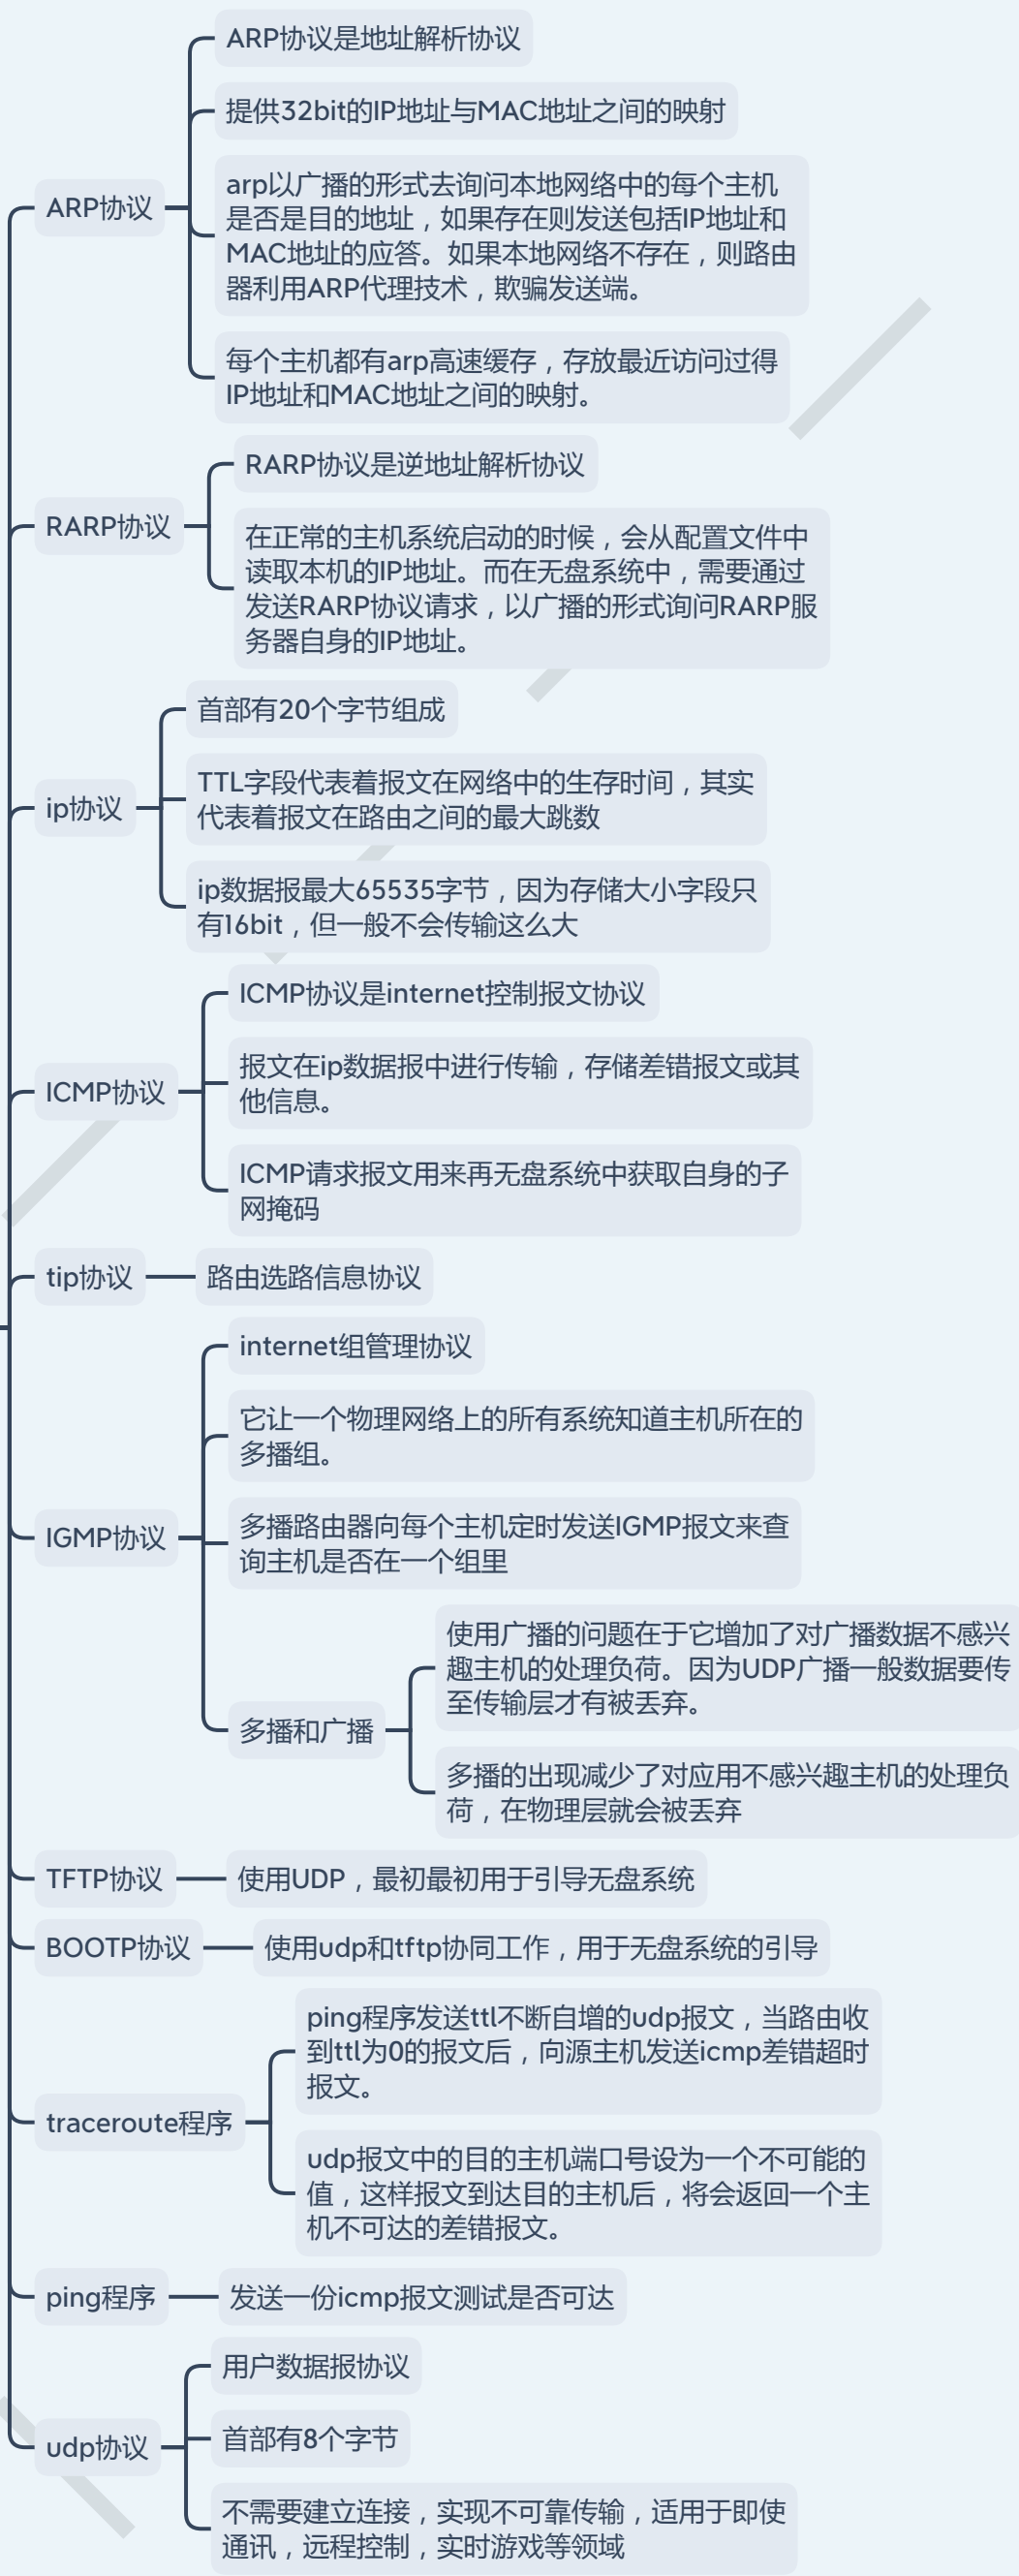 ARP协议
ARP协议是地址解析协议
提供32bit的IP地址与MAC地址之间的映射
arp以广播的形式去询问本地网络中的每个主机
是否是目的地址，如果存在则发送包括IP地址和
MAC地址的应答。如果本地网络不存在，则路由
器利用ARP代理技术，欺骗发送端。
每个主机都有arp高速缓存，存放最近访问过得
IP地址和MAC地址之间的映射。
RARP协议
RARP协议是逆地址解析协议
在正常的主机系统启动的时候，会从配置文件中
读取本机的IP地址。而在无盘系统中，需要通过
发送RARP协议请求，以广播的形式询问RARP服
务器自身的IP地址。
ip协议
首部有20个字节组成
TTL字段代表着报文在网络中的生存时间，其实
代表着报文在路由之间的最大跳数
ip数据报最大65535字节，因为存储大小字段只
有16bit，但一般不会传输这么大
ICMP协议
ICMP协议是internet控制报文协议
报文在ip数据报中进行传输，存储差错报文或其
他信息。
ICMP请求报文用来再无盘系统中获取自身的子
网掩码
tip协议
路由选路信息协议
IGMP协议
internet组管理协议
它让一个物理网络上的所有系统知道主机所在的
多播组。
多播路由器向每个主机定时发送IGMP报文来查
询主机是否在一个组里
多播和广播
使用广播的问题在于它增加了对广播数据不感兴
趣主机的处理负荷。因为UDP广播一般数据要传
至传输层才有被丢弃。
多播的出现减少了对应用不感兴趣主机的处理负
荷，在物理层就会被丢弃
TFTP协议
使用UDP，最初最初用于引导无盘系统
BOOTP协议
使用udp和tftp协同工作，用于无盘系统的引导
traceroute程序
ping程序发送ttl不断自增的udp报文，当路由收
到ttl为0的报文后，向源主机发送icmp差错超时
报文。
udp报文中的目的主机端口号设为一个不可能的
值，这样报文到达目的主机后，将会返回一个主
机不可达的差错报文。
ping程序
发送一份icmp报文测试是否可达
udp协议
用户数据报协议
首部有8个字节
不需要建立连接，实现不可靠传输，适用于即使
通讯，远程控制，实时游戏等领域